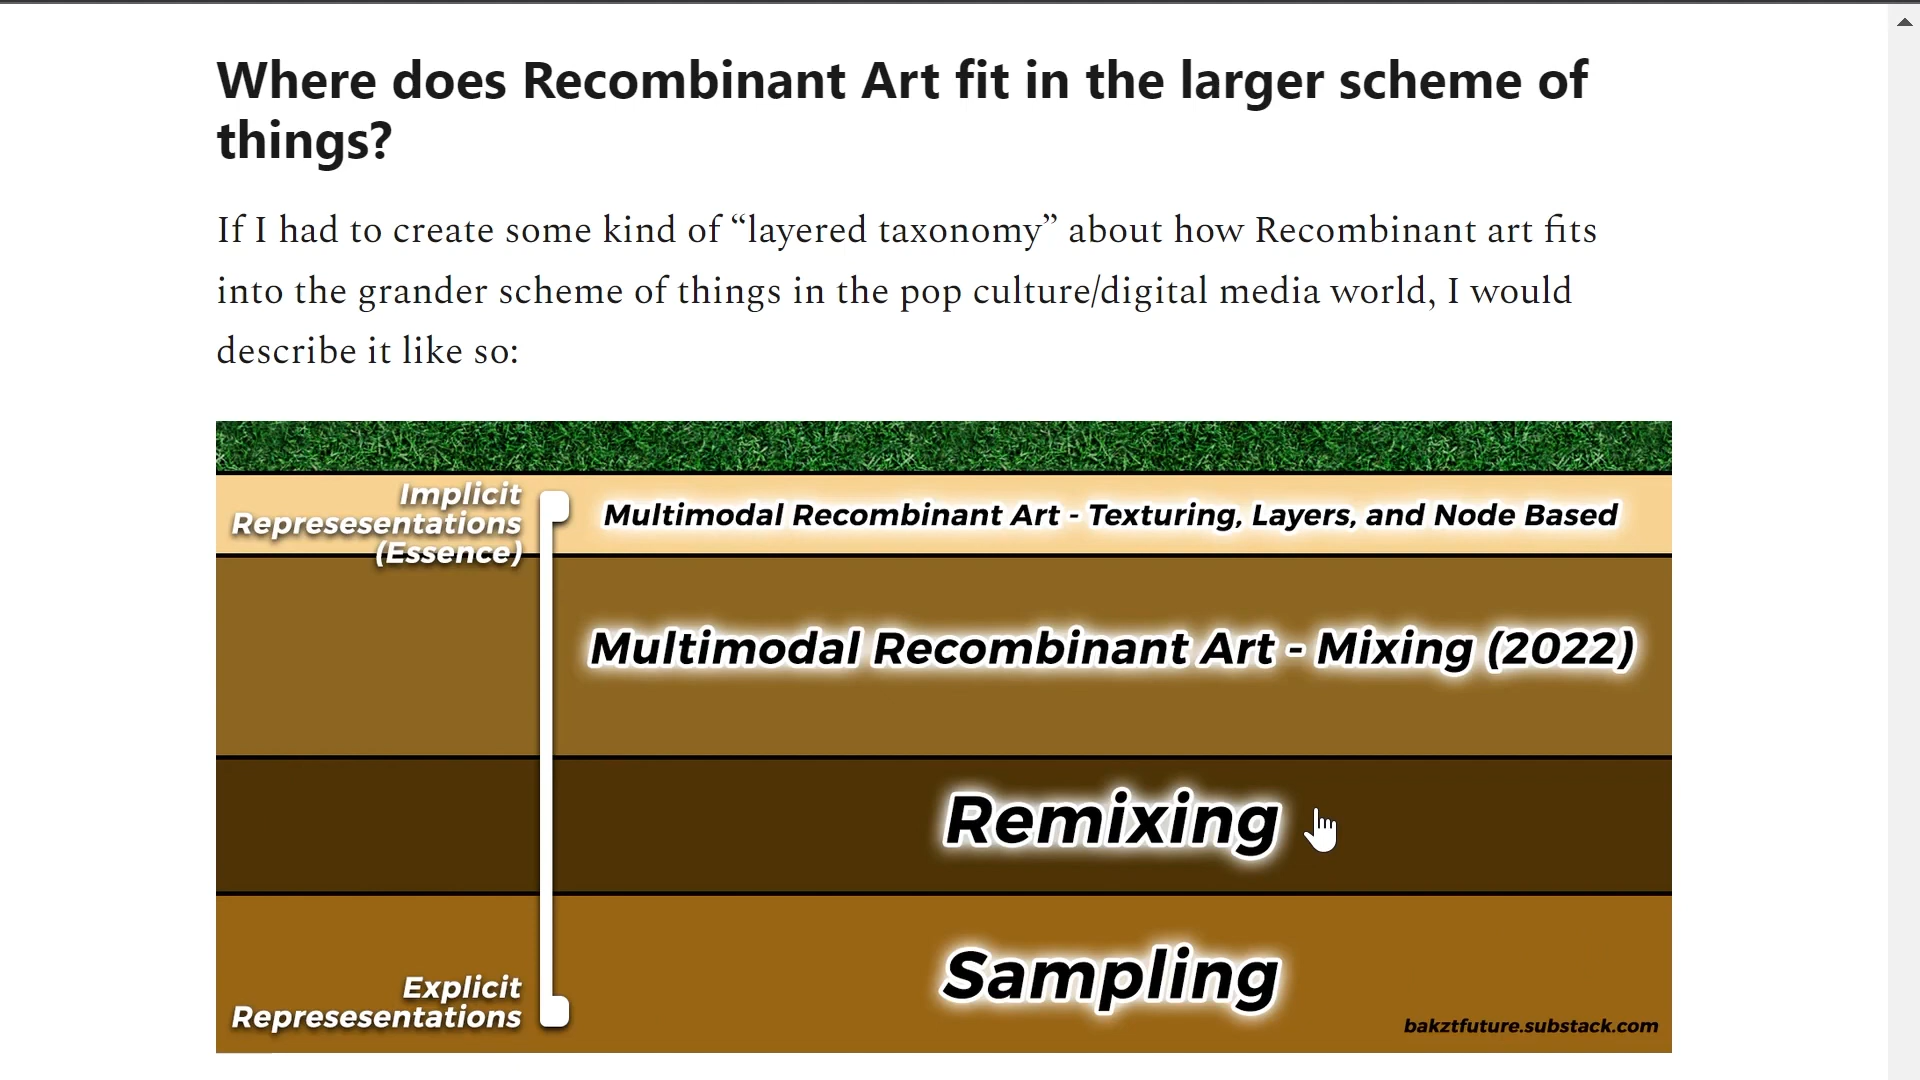 Where does Recombinant Art fit in the larger scheme of
things?
If I had to create some kind of “layered taxonomy” about how Recombinant art fits
into the grander scheme of things in the pop culture/digital media world, I would
describe it like so:
Implicit
Represesentations
(Essence)
Multimodal Recombinant Art - Texturing, Layers, and Node Based
Multimodal Recombinant Art - Mixing (2022)
Remixing
Sampling
Explicit
Represesentations
bakztfuture.substack.com